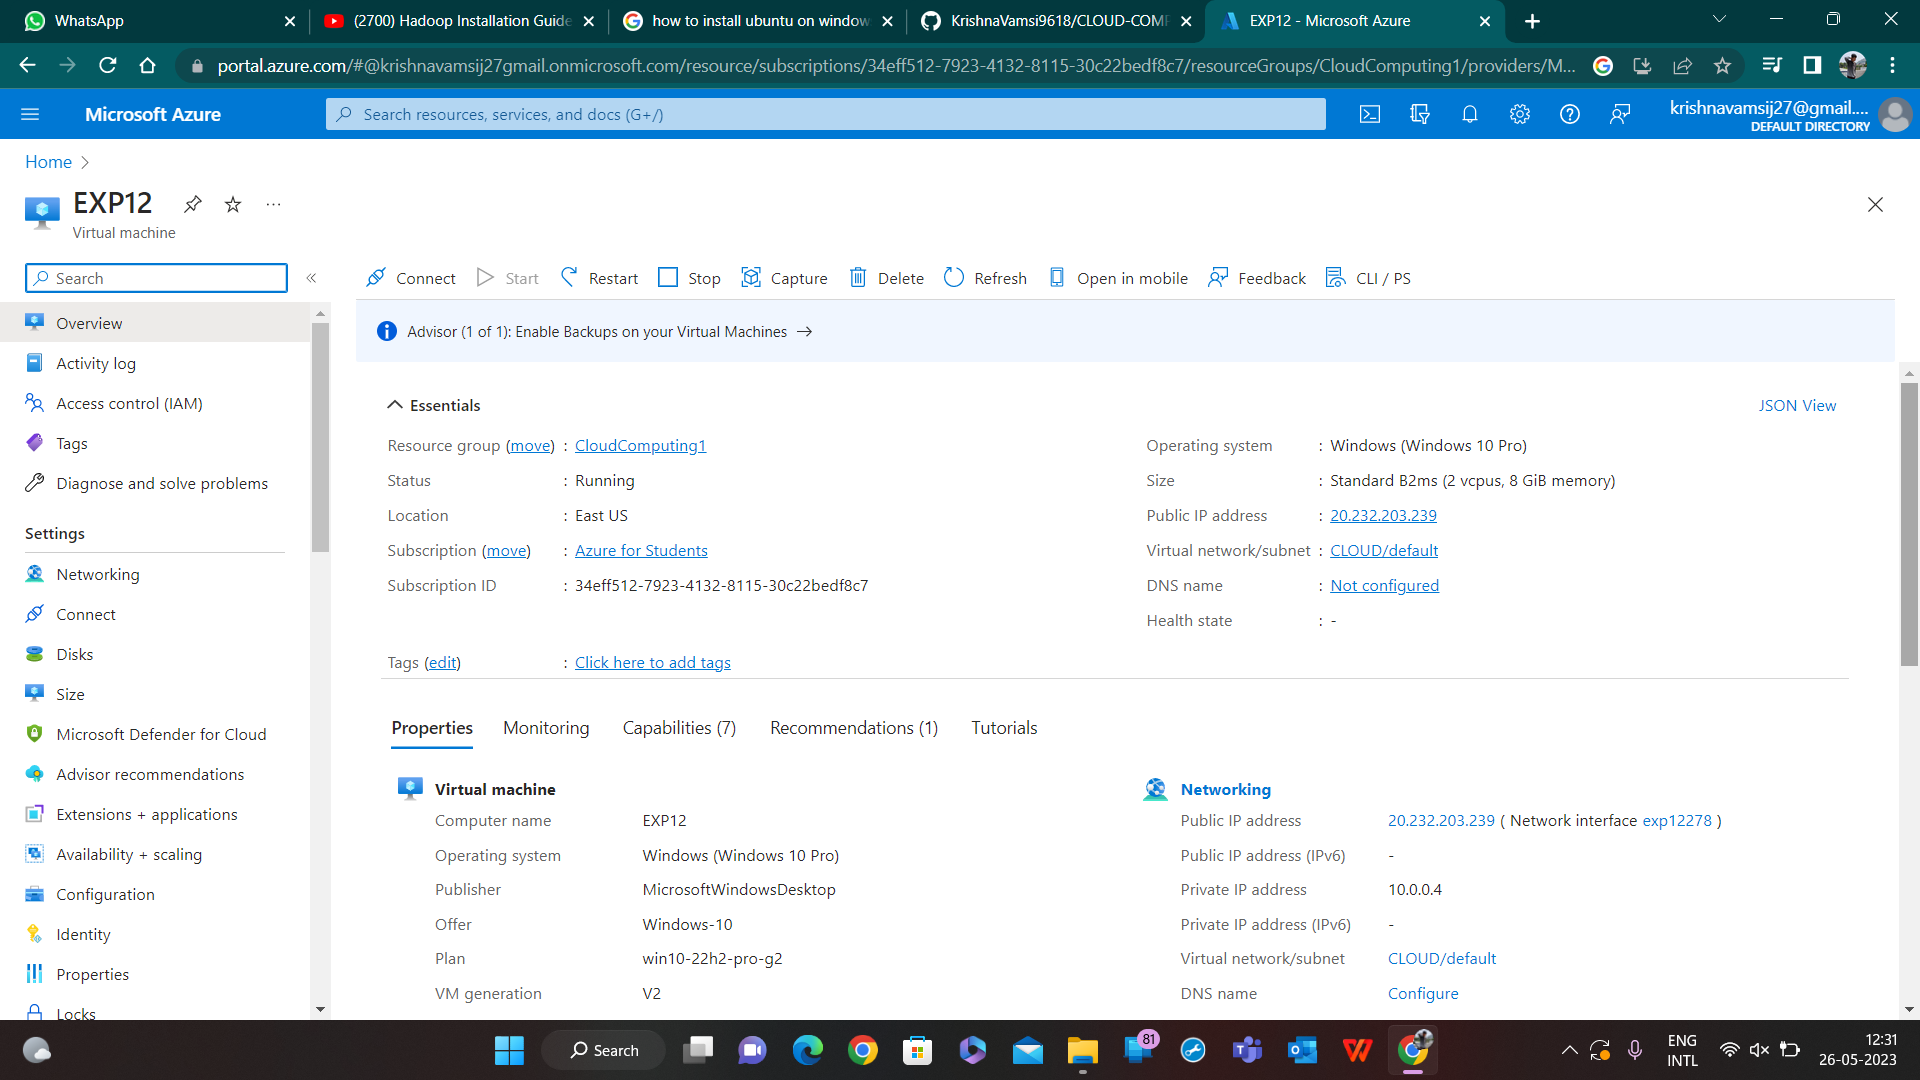 WhatsApp
(2700) Hadoop Installation Guide
how to install ubuntu on window
KrishnaVamsi9618/CLOUD-COMP
EXP12 - Microsoft Azure
portal.azure.com/#@krishnavamsij27gmail.onmicrosoft.com/resource/subscriptions/34eff512-7923-4132-8115-30c22bedf8c7/resourceGroups/CloudComputing1/providers/M...
Microsoft Azure
Search resources, services, and docs (G+/)
krishnavamsij27@gmail....
DEFAULT DIRECTORY
Home
EXP12
Virtual machine
Search
Connect Start Restart Stop Capture Delete Refresh Open in mobile Feedback CLI / PS
Advisor (1 of 1): Enable Backups on your Virtual Machines →
Overview
Activity log
Access control (IAM)
Tags
Diagnose and solve problems
Settings
Networking
Connect
Disks
Size
Microsoft Defender for Cloud
Advisor recommendations
Extensions + applications
Availability + scaling
Configuration
Identity
Properties
Locks
Essentials
JSON View
Resource group (move) : CloudComputing1
Status : Running
Location : East US
Subscription (move) : Azure for Students
Subscription ID : 34eff512-7923-4132-8115-30c22bedf8c7
Operating system : Windows (Windows 10 Pro)
Size : Standard B2ms (2 vcpus, 8 GiB memory)
Public IP address : 20.232.203.239
Virtual network/subnet : CLOUD/default
DNS name : Not configured
Health state : -
Tags (edit) : Click here to add tags
Properties Monitoring Capabilities (7) Recommendations (1) Tutorials
Virtual machine
Computer name EXP12
Operating system Windows (Windows 10 Pro)
Publisher MicrosoftWindowsDesktop
Offer Windows-10
Plan win10-22h2-pro-g2
VM generation V2
Networking
Public IP address 20.232.203.239 ( Network interface exp12278 )
Public IP address (IPv6) -
Private IP address 10.0.0.4
Private IP address (IPv6) -
Virtual network/subnet CLOUD/default
DNS name Configure
Search
81
ENG
INTL
12:31
26-05-2023